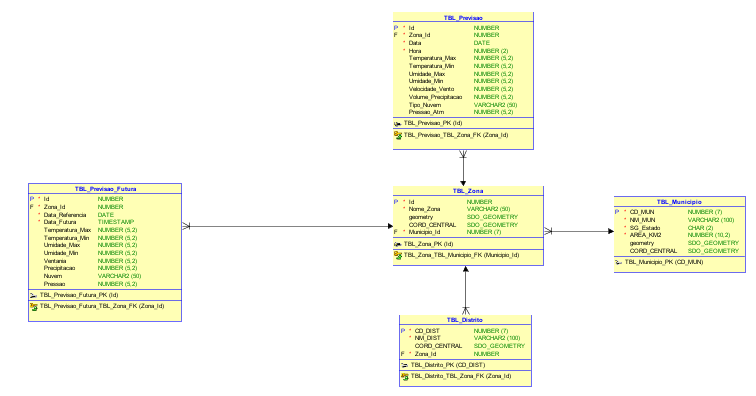 TBL_Previsao
P * Id NUMBER
F * Zona_Id NUMBER
* Data DATE
* Hora NUMBER (2)
Temperatura_Max NUMBER (5,2)
Temperatura_Min NUMBER (5,2)
Umidade_Max NUMBER (5,2)
Umidade_Min NUMBER (5,2)
Velocidade_Vento NUMBER (5,2)
Volume_Precipitacao NUMBER (5,2)
Tipo_Nuvem VARCHAR2 (50)
Pressao_Atm NUMBER (5,2)
TBL_Previsao_PK (Id)
TBL_Previsao_TBL_Zona_FK (Zona_Id)
TBL_Previsao_Futura
P * Id NUMBER
F * Zona_Id NUMBER
* Data_Referencia DATE
* Data_Futura TIMESTAMP
Temperatura_Max NUMBER (5,2)
Temperatura_Min NUMBER (5,2)
Umidade_Max NUMBER (5,2)
Umidade_Min NUMBER (5,2)
Ventania NUMBER (5,2)
Precipitacao NUMBER (5,2)
Nuvem VARCHAR2 (50)
Pressao NUMBER (5,2)
TBL_Previsao_Futura_PK (Id)
TBL_Previsao_Futura_TBL_Zona_FK (Zona_Id)
TBL_Zona
P * Id NUMBER
* Nome_Zona VARCHAR2 (50)
geometry SDO_GEOMETRY
CORD_CENTRAL SDO_GEOMETRY
F * Municipio_Id NUMBER (7)
TBL_Zona_PK (Id)
TBL_Zona_TBL_Municipio_FK (Municipio_Id)
TBL_Municipio
P * CD_MUN NUMBER (7)
* NM_MUN VARCHAR2 (100)
* SG_Estado CHAR (2)
* AREA_KM2 NUMBER (10,2)
geometry SDO_GEOMETRY
CORD_CENTRAL SDO_GEOMETRY
TBL_Municipio_PK (CD_MUN)
TBL_Distrito
P * CD_DIST NUMBER (7)
* NM_DIST VARCHAR2 (100)
CORD_CENTRAL SDO_GEOMETRY
F * Zona_Id NUMBER
TBL_Distrito_PK (CD_DIST)
TBL_Distrito_TBL_Zona_FK (Zona_Id)